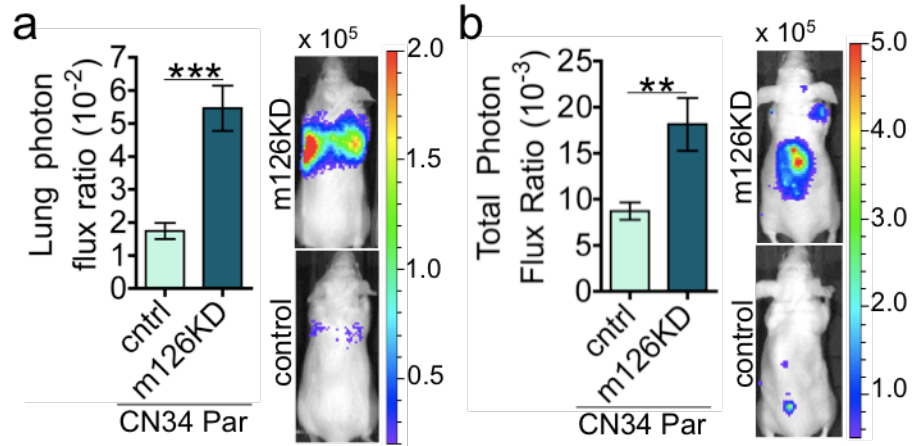 a
Lung photon
flux ratio (10⁻²)
7
6
5
4
3
2
1
0
***
cntrl
m126KD
CN34 Par
x 10⁵
m126KD
control
2.0
1.5
1.0
0.5
b
Total Photon
Flux Ratio (10⁻³)
25
20
15
10
5
0
**
cntrl
m126KD
CN34 Par
x 10⁵
m126KD
control
5.0
4.0
3.0
2.0
1.0